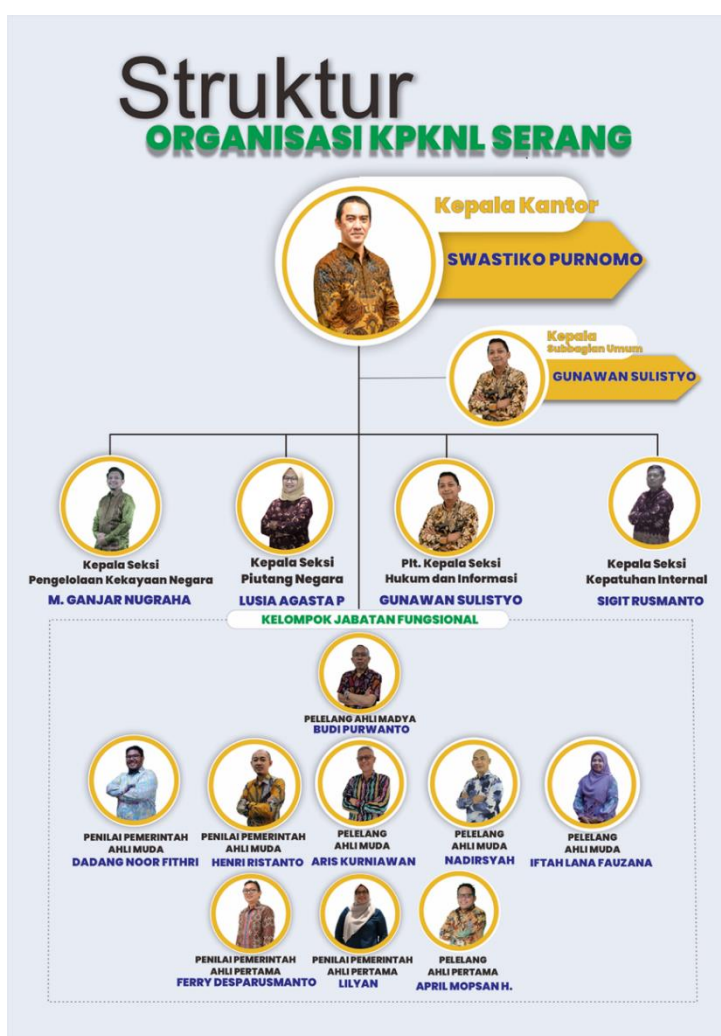 Struktur
ORGANISASI KPKNL SERANG
Kepala Kantor
SWASTIKO PURNOMO
Kepala
Subbagian Umum
GUNAWAN SULISTYO
Kepala Seksi
Pengelolaan Kekayaan Negara
M. GANJAR NUGRAHA
Kepala Seksi
Piutang Negara
LUSIA AGASTA P
Plt. Kepala Seksi
Hukum dan Informasi
GUNAWAN SULISTYO
Kepala Seksi
Kepatuhan Internal
SIGIT RUSMANTO
KELOMPOK JABATAN FUNGSIONAL
PELELANG AHLI MADYA
BUDI PURWANTO
PENILAI PEMERINTAH
AHLI MUDA
DADANG NOOR FITHRI
PENILAI PEMERINTAH
AHLI MUDA
HENRI RISTANTO
PELELANG
AHLI MUDA
ARIS KURNIAWAN
PELELANG
AHLI MUDA
NADIRSYAH
PELELANG
AHLI MUDA
IFTAH LANA FAUZANA
PENILAI PEMERINTAH
AHLI PERTAMA
FERRY DESPARUSMANTO
PENILAI PEMERINTAH
AHLI PERTAMA
LILYAN
PELELANG
AHLI PERTAMA
APRIL MOPSAN H.